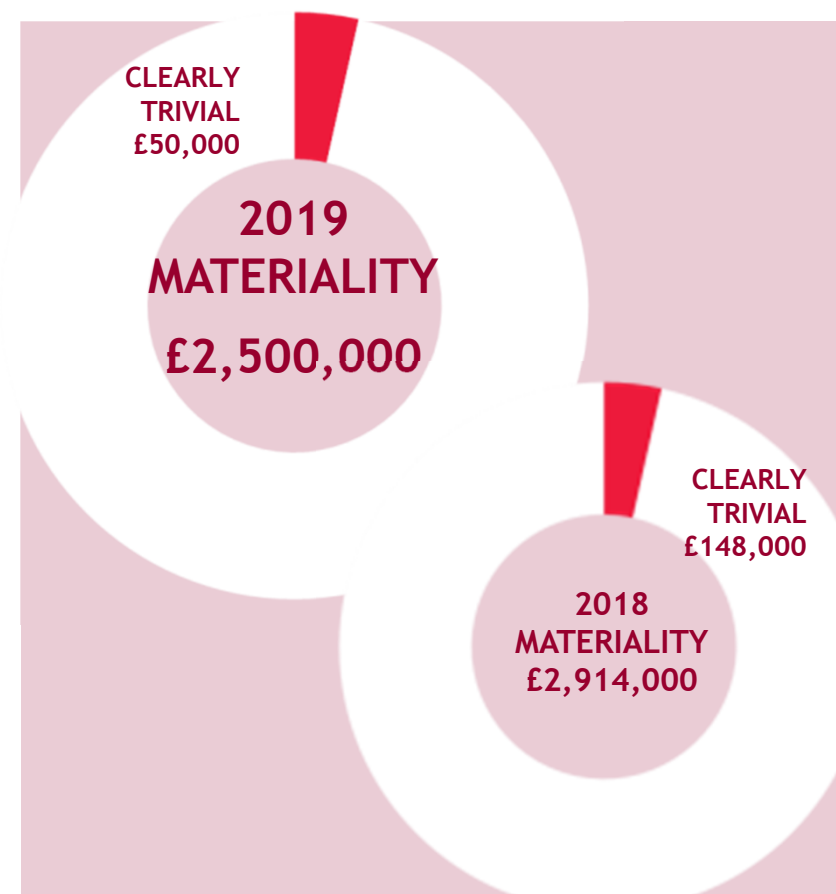 CLEARLY
TRIVIAL
£50,000
2019
MATERIALITY
£2,500,000
CLEARLY
TRIVIAL
£148,000
2018
MATERIALITY
£2,914,000